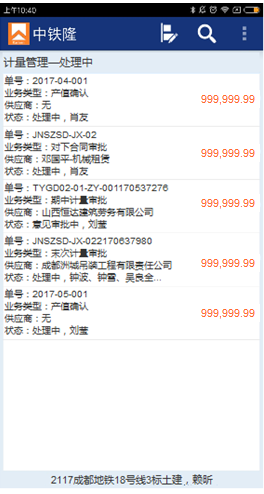 上午10:40
中铁隆
计量管理—处理中
单号：2017-04-001
业务类型：产值确认
供应商：无
状态：处理中，肖友
999,999.99
单号：JNSZSD-JX-02
业务类型：对下合同审批
供应商：邓国平-机械租赁
状态：处理中，肖友
999,999.99
单号：TYGD02-01-ZY-001170537276
业务类型：期中计量审批
供应商：山西恒达建筑劳务有限公司
状态：意见审批中，刘莹
999,999.99
单号：JNSZSD-JX-022170637980
业务类型：末次计量审批
供应商：成都洲城吊装工程有限责任公司
状态：处理中，钟波、钟雪、吴良全...
999,999.99
单号：2017-05-001
业务类型：产值确认
供应商：无
状态：处理中，刘莹
999,999.99
2117成都地铁18号线3标土建，赖昕